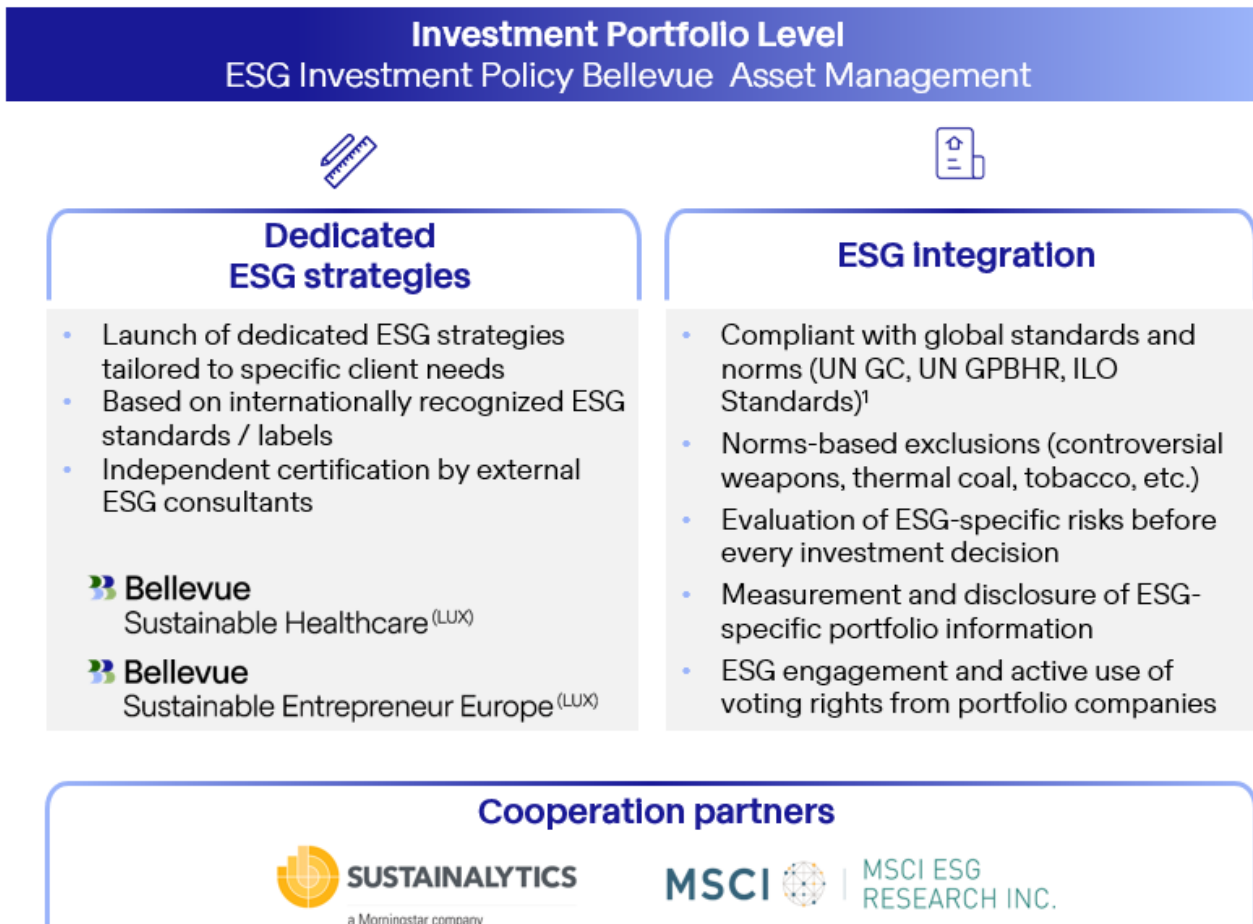 Investment Portfolio Level
ESG Investment Policy Bellevue Asset Management
Dedicated
ESG strategies
• Launch of dedicated ESG strategies
tailored to specific client needs
• Based on internationally recognized ESG
standards / labels
• Independent certification by external
ESG consultants
Bellevue
Sustainable Healthcare (LUX)
Bellevue
Sustainable Entrepreneur Europe (LUX)
ESG integration
• Compliant with global standards and
norms (UN GC, UN GPBHR, ILO
Standards)¹
• Norms-based exclusions (controversial
weapons, thermal coal, tobacco, etc.)
• Evaluation of ESG-specific risks before
every investment decision
• Measurement and disclosure of ESG-
specific portfolio information
• ESG engagement and active use of
voting rights from portfolio companies
Cooperation partners
SUSTAINALYTICS
a Morningstar company
MSCI
MSCI ESG
RESEARCH INC.